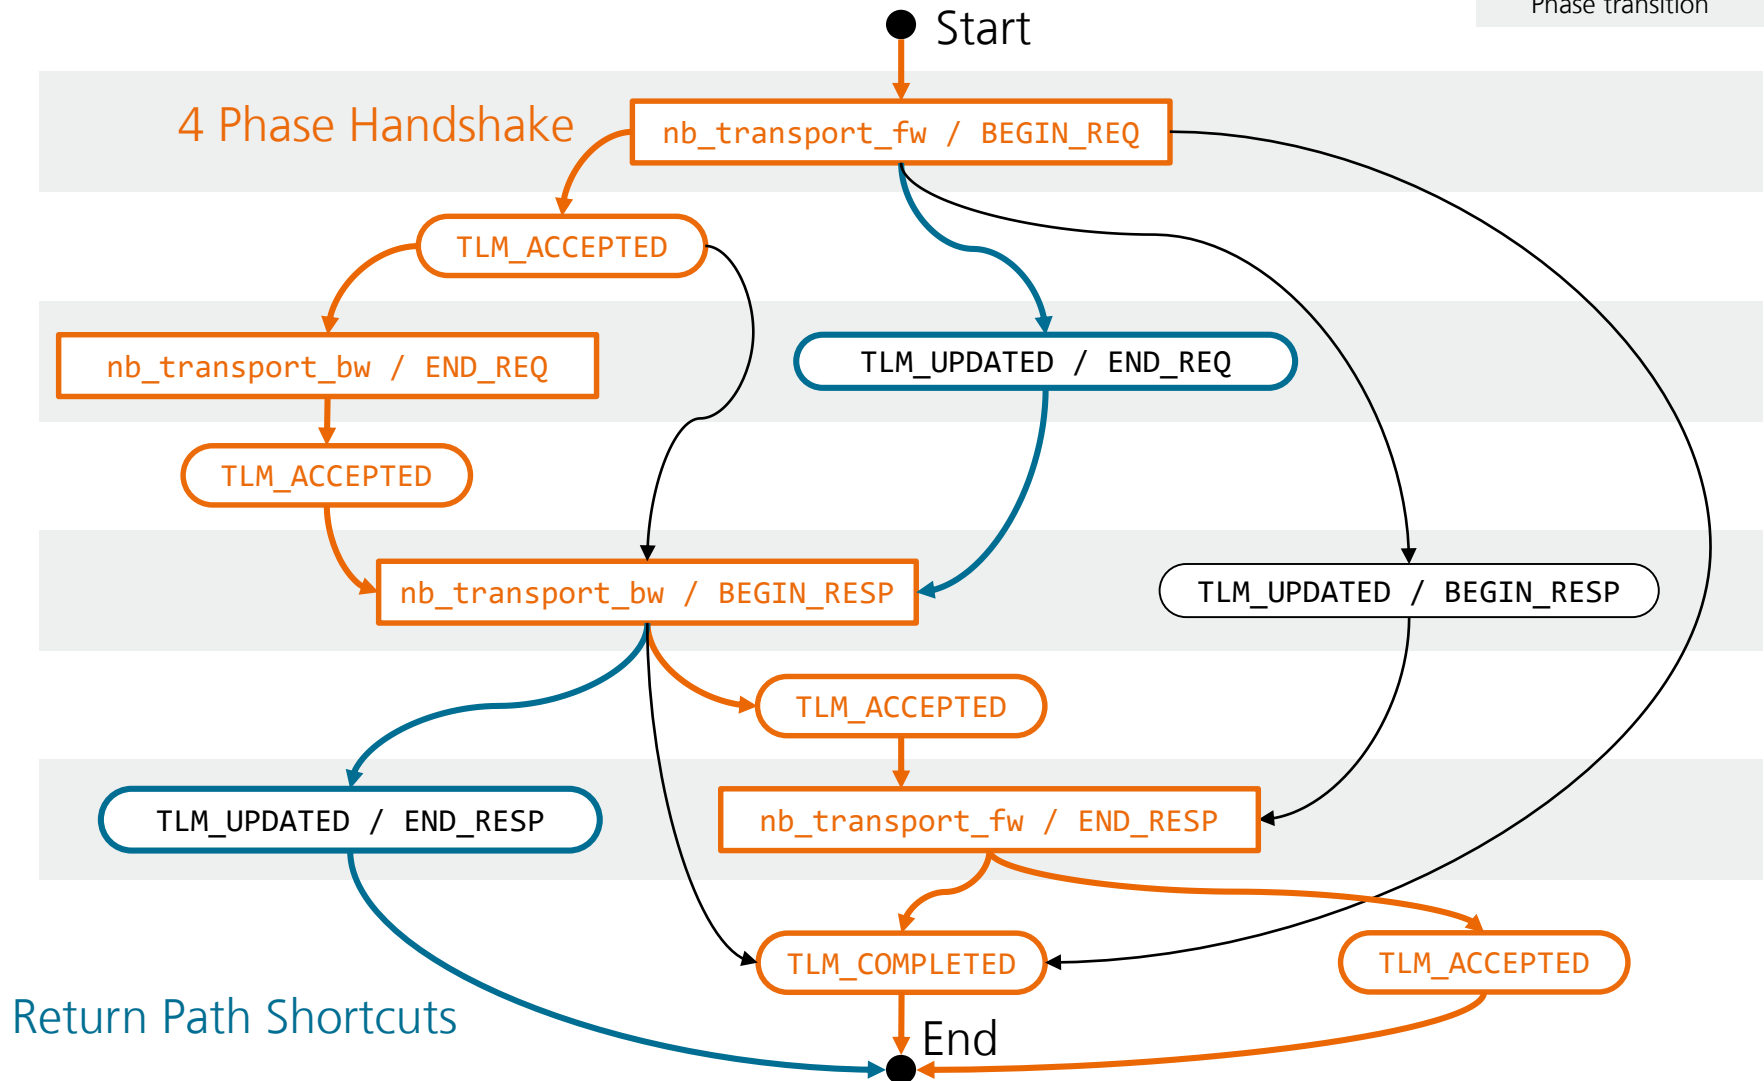 Phase transition
Start
4 Phase Handshake
nb_transport_fw / BEGIN_REQ
TLM_ACCEPTED
nb_transport_bw / END_REQ
TLM_UPDATED / END_REQ
TLM_ACCEPTED
nb_transport_bw / BEGIN_RESP
TLM_UPDATED / BEGIN_RESP
TLM_ACCEPTED
TLM_UPDATED / END_RESP
nb_transport_fw / END_RESP
TLM_COMPLETED
TLM_ACCEPTED
Return Path Shortcuts
End